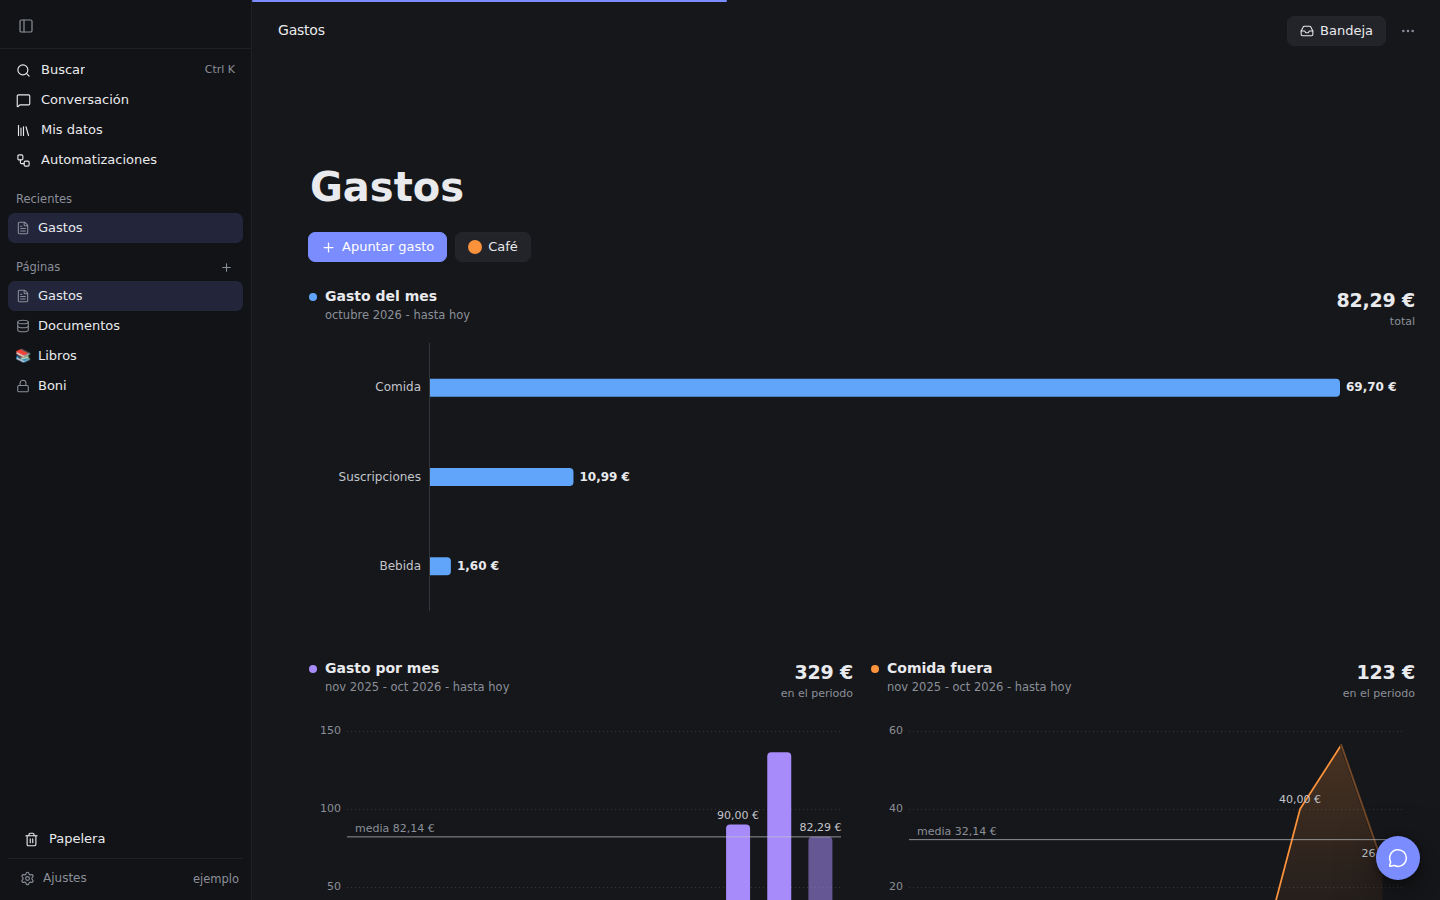 Gastos
Bandeja
Buscar
Ctrl K
Conversación
Mis datos
Automatizaciones
Recientes
Gastos
Páginas
Gastos
Documentos
Libros
Boni
Papelera
Ajustes
ejemplo
Gastos
Apuntar gasto
Café
Gasto del mes
octubre 2026 - hasta hoy
82,29 €
total
Comida
69,70 €
Suscripciones
10,99 €
Bebida
1,60 €
Gasto por mes
nov 2025 - oct 2026 - hasta hoy
329 €
en el periodo
150
100
50
90,00 €
82,29 €
media 82,14 €
Comida fuera
nov 2025 - oct 2026 - hasta hoy
123 €
en el periodo
60
40
20
40,00 €
media 32,14 €
26